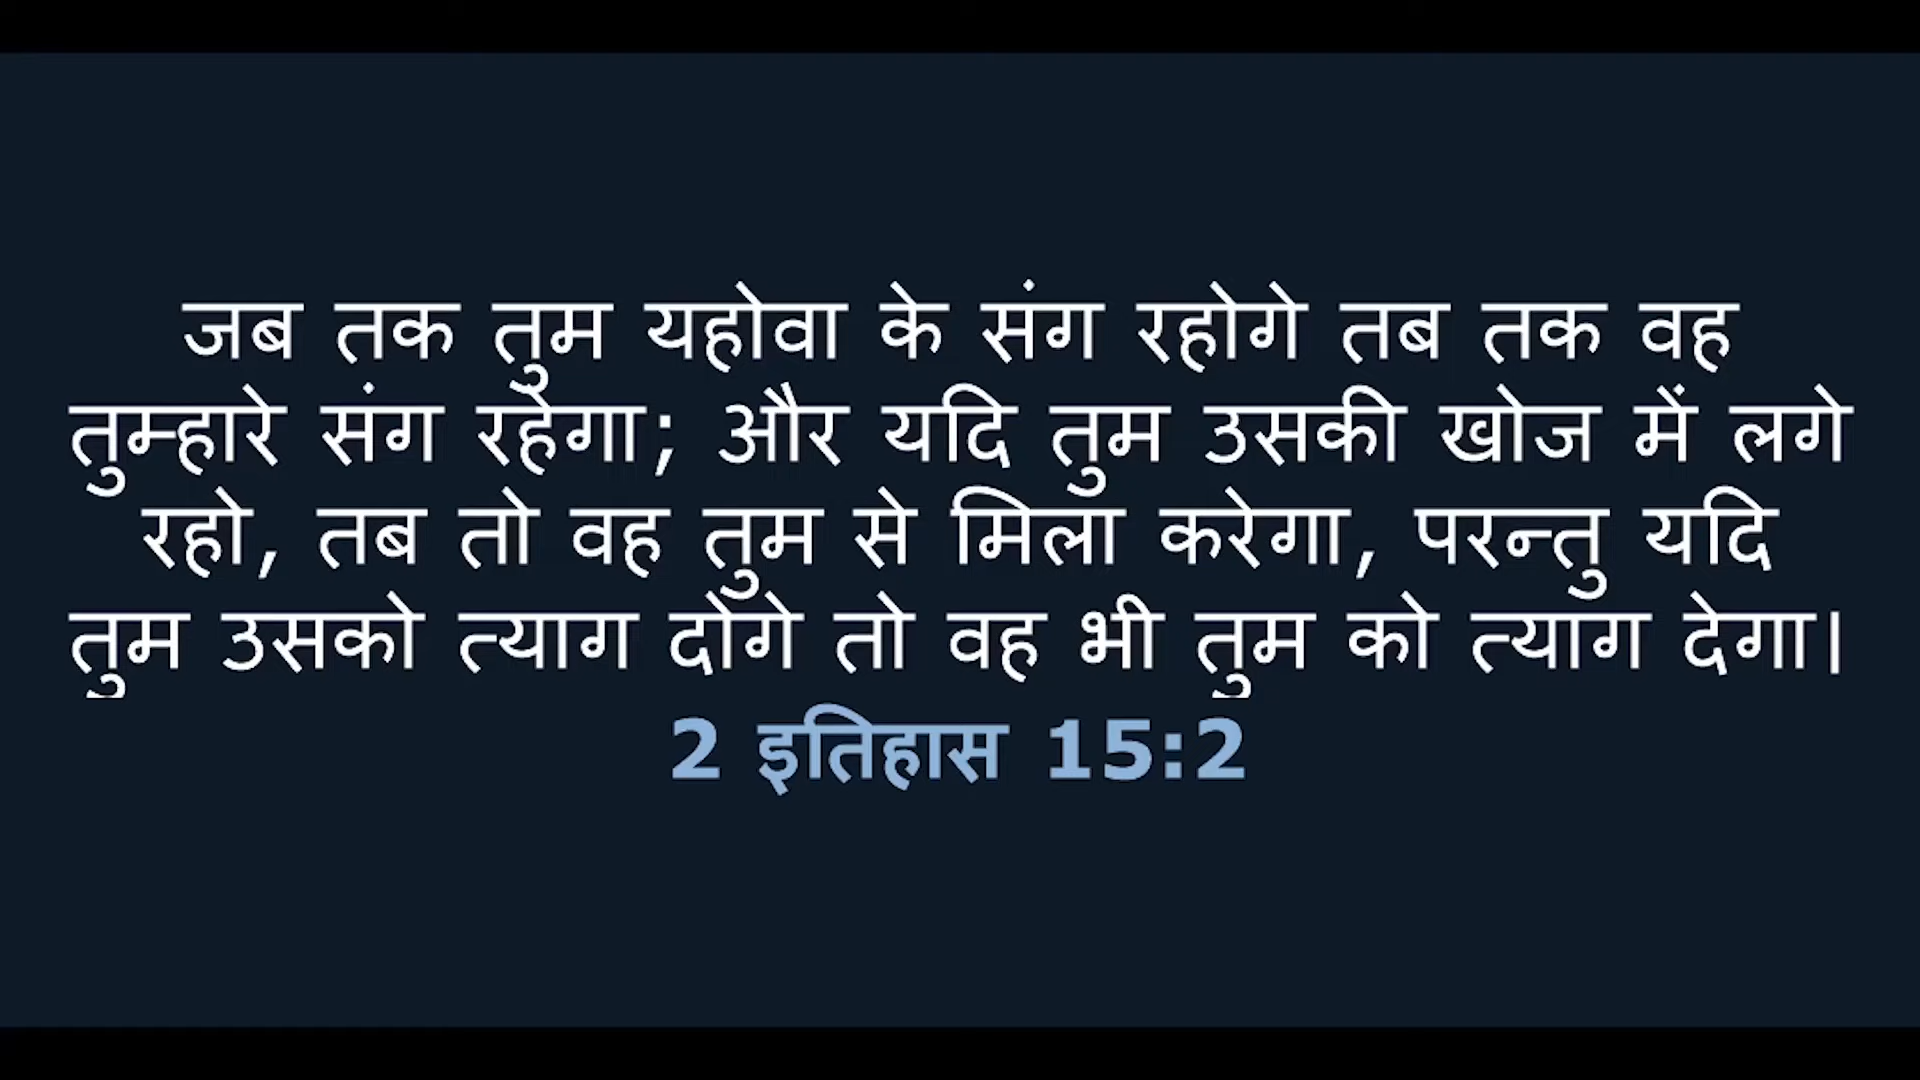 जब तक तुम यहोवा के संग रहोगे तब तक वह
तुम्हारे संग रहेगा; और यदि तुम उसकी खोज में लगे
रहो, तब तो वह तुम से मिला करेगा, परन्तु यदि
तुम उसको त्याग दोगे तो वह भी तुम को त्याग देगा।
2 इतिहास 15:2